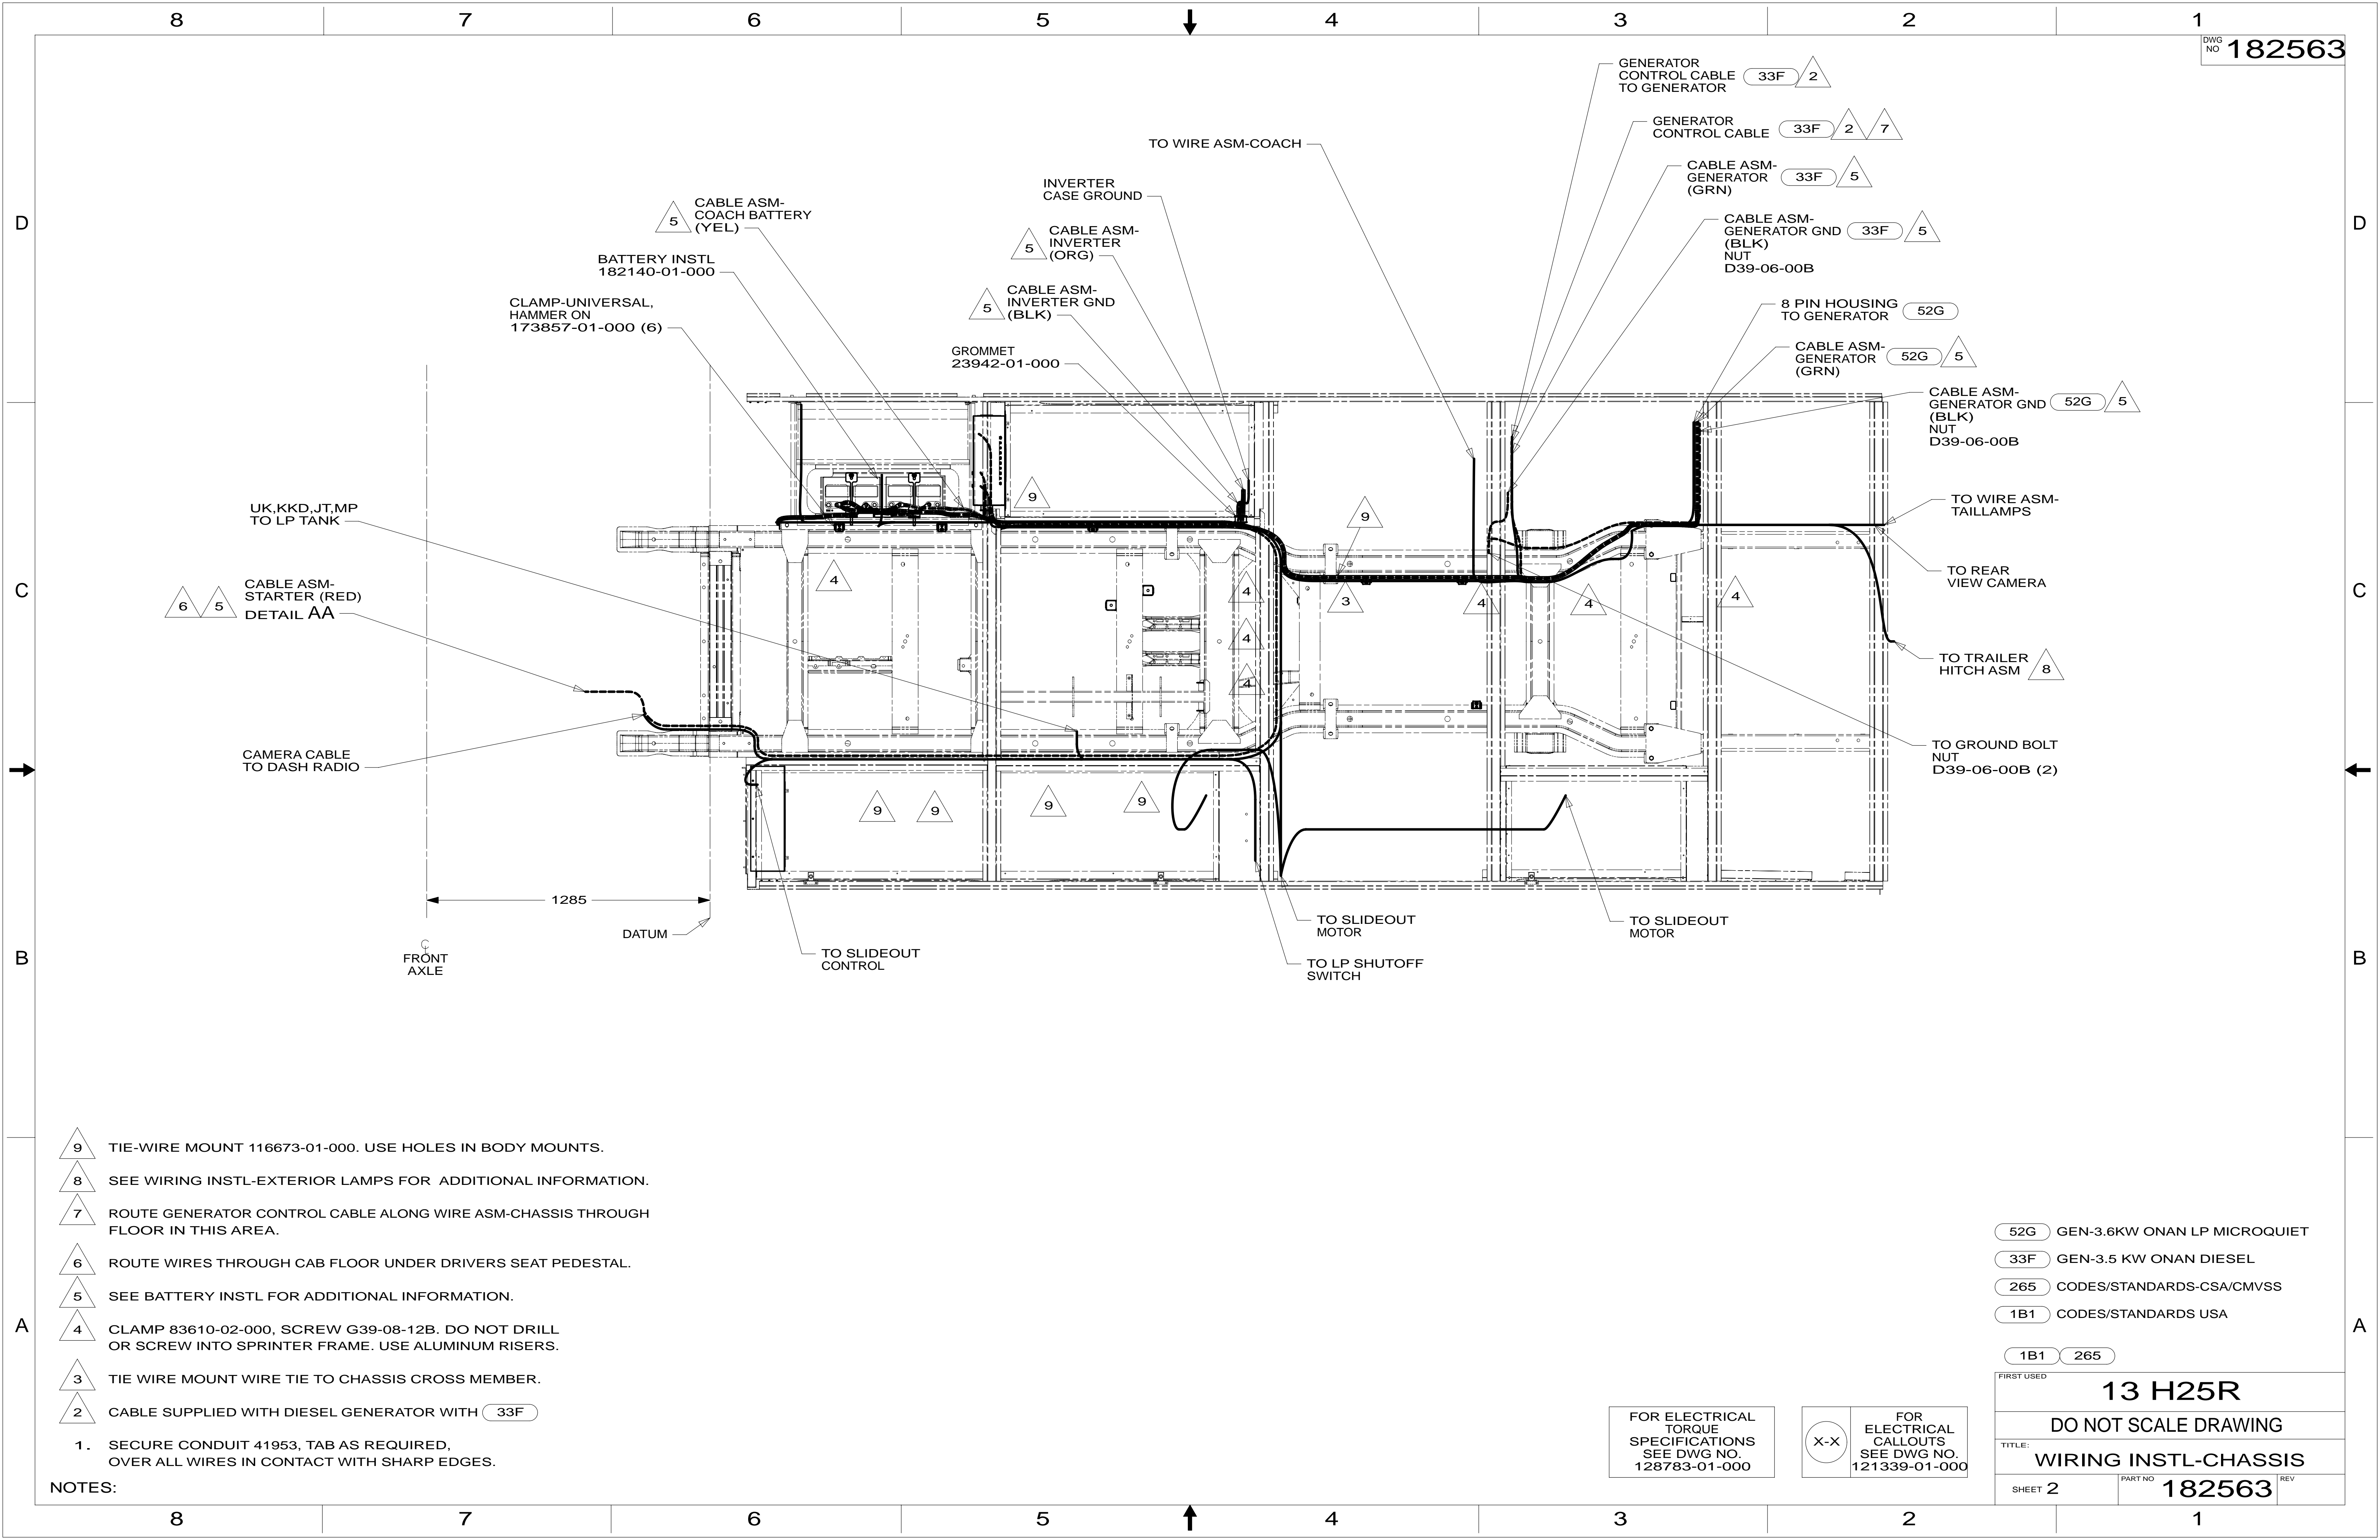 8 7 6 5 4 3 2 1
DWG
NO 182563
GENERATOR
CONTROL CABLE 33F 2
TO GENERATOR
GENERATOR
CONTROL CABLE 33F 2 7
TO WIRE ASM-COACH
CABLE ASM-
GENERATOR 33F 5
(GRN)
INVERTER
CASE GROUND
CABLE ASM-
5 COACH BATTERY
(YEL)
D
D
CABLE ASM-
GENERATOR GND 33F 5
(BLK)
NUT
D39-06-00B
CABLE ASM-
5 INVERTER
(ORG)
BATTERY INSTL
182140-01-000
CABLE ASM-
5 INVERTER GND
(BLK)
CLAMP-UNIVERSAL,
HAMMER ON
173857-01-000 (6)
8 PIN HOUSING
TO GENERATOR 52G
GROMMET
23942-01-000
CABLE ASM-
GENERATOR 52G 5
(GRN)
CABLE ASM-
GENERATOR GND 52G 5
(BLK)
NUT
D39-06-00B
UK,KKD,JT,MP
TO LP TANK
9
9
TO WIRE ASM-
TAILLAMPS
TO REAR
VIEW CAMERA
C
C
CABLE ASM-
6 5 STARTER (RED)
DETAIL AA
4
4
3
4
4
4
4
4
TO TRAILER
HITCH ASM 8
CAMERA CABLE
TO DASH RADIO
TO GROUND BOLT
NUT
D39-06-00B (2)
9 9 9 9
1285
DATUM
FRONT
AXLE
TO SLIDEOUT
CONTROL
TO SLIDEOUT
MOTOR
TO LP SHUTOFF
SWITCH
TO SLIDEOUT
MOTOR
B
B
9 TIE-WIRE MOUNT 116673-01-000. USE HOLES IN BODY MOUNTS.
8 SEE WIRING INSTL-EXTERIOR LAMPS FOR ADDITIONAL INFORMATION.
7 ROUTE GENERATOR CONTROL CABLE ALONG WIRE ASM-CHASSIS THROUGH
FLOOR IN THIS AREA.
6 ROUTE WIRES THROUGH CAB FLOOR UNDER DRIVERS SEAT PEDESTAL.
5 SEE BATTERY INSTL FOR ADDITIONAL INFORMATION.
4 CLAMP 83610-02-000, SCREW G39-08-12B. DO NOT DRILL
OR SCREW INTO SPRINTER FRAME. USE ALUMINUM RISERS.
3 TIE WIRE MOUNT WIRE TIE TO CHASSIS CROSS MEMBER.
2 CABLE SUPPLIED WITH DIESEL GENERATOR WITH 33F
1. SECURE CONDUIT 41953, TAB AS REQUIRED,
OVER ALL WIRES IN CONTACT WITH SHARP EDGES.
NOTES:
A
A
52G GEN-3.6KW ONAN LP MICROQUIET
33F GEN-3.5 KW ONAN DIESEL
265 CODES/STANDARDS-CSA/CMVSS
1B1 CODES/STANDARDS USA
1B1 265
FOR ELECTRICAL
TORQUE
SPECIFICATIONS
SEE DWG NO.
128783-01-000
X-X
FOR
ELECTRICAL
CALLOUTS
SEE DWG NO.
121339-01-000
FIRST USED
13 H25R
DO NOT SCALE DRAWING
TITLE:
WIRING INSTL-CHASSIS
SHEET 2 PART NO 182563 REV
8 7 6 5 4 3 2 1